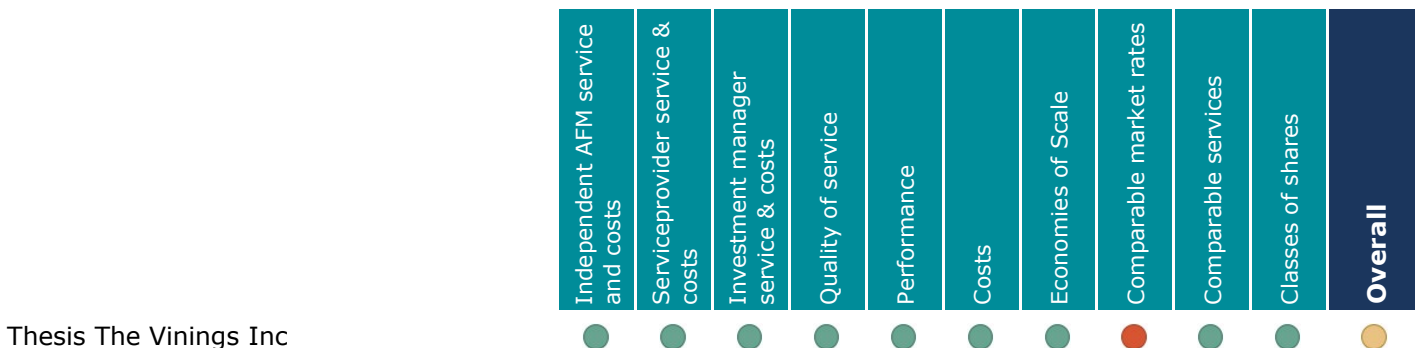 Independent AFM service
and costs
Serviceprovider service &
costs
Investment manager
service & costs
Quality of service
Performance
Costs
Economies of Scale
Comparable market rates
Comparable services
Classes of shares
Overall
Thesis The Vinings Inc